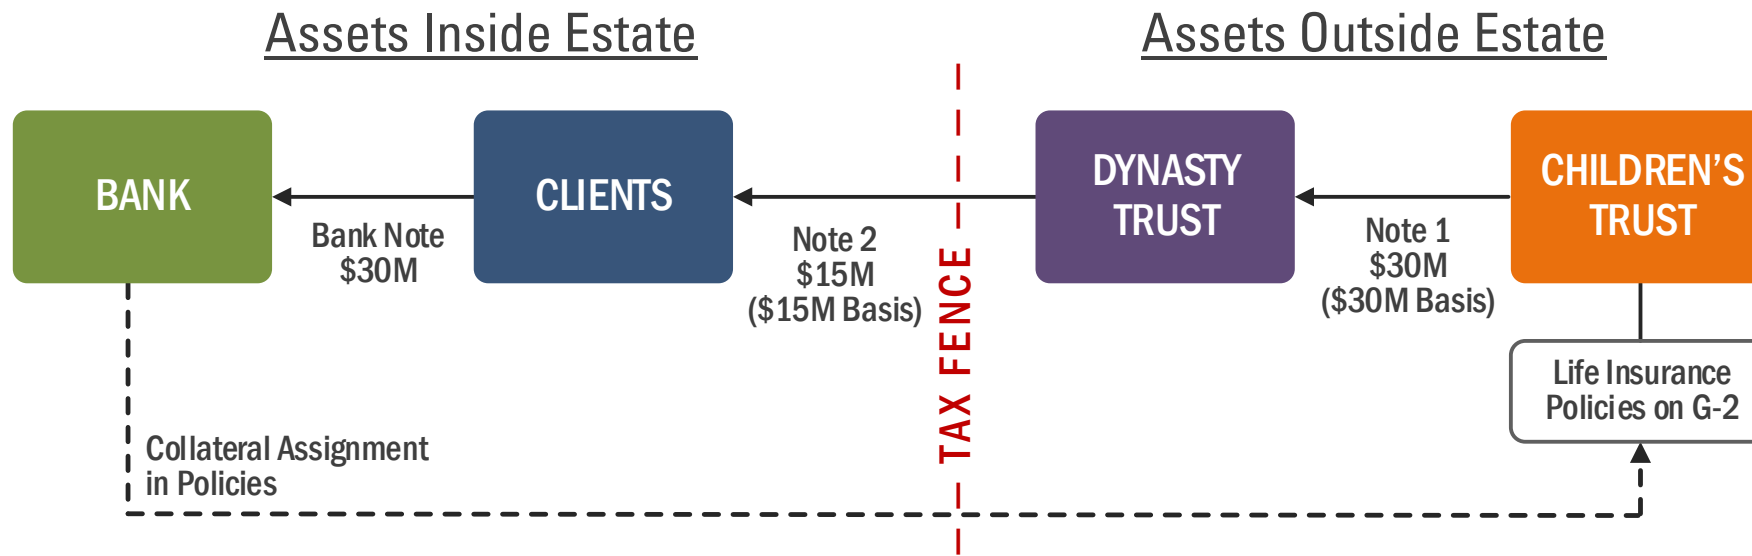 Assets Inside Estate
Assets Outside Estate
BANK
CLIENTS
DYNASTY
TRUST
CHILDREN'S
TRUST
Bank Note
$30M
Note 2
$15M
($15M Basis)
TAX FENCE
Note 1
$30M
($30M Basis)
Life Insurance
Policies on G-2
Collateral Assignment
in Policies